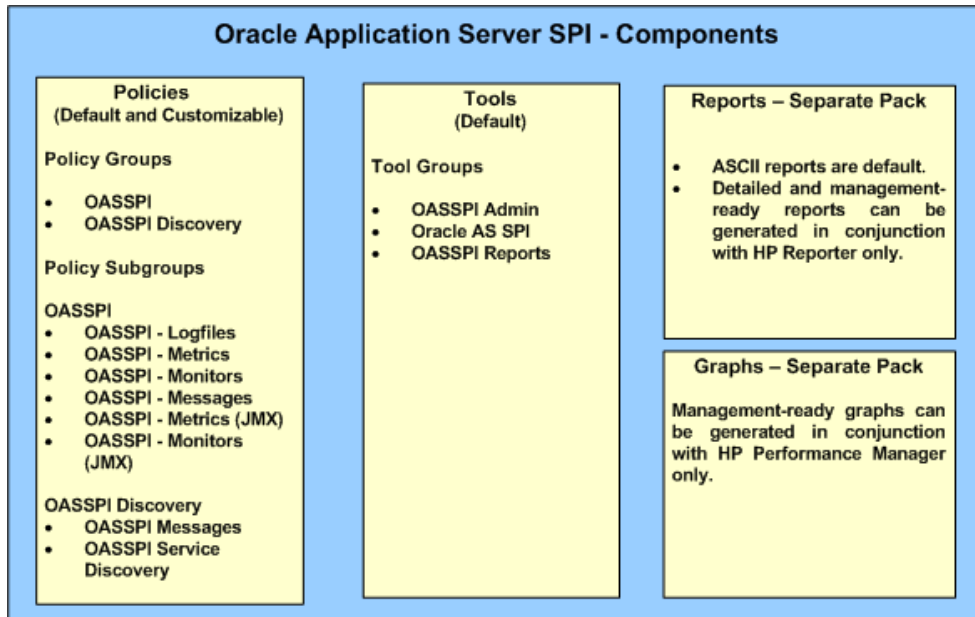 Oracle Application Server SPI - Components
Policies
(Default and Customizable)
Policy Groups
• OASSPI
• OASSPI Discovery
Policy Subgroups
OASSPI
• OASSPI - Logfiles
• OASSPI - Metrics
• OASSPI - Monitors
• OASSPI - Messages
• OASSPI - Metrics (JMX)
• OASSPI - Monitors
(JMX)
OASSPI Discovery
• OASSPI Messages
• OASSPI Service
Discovery
Tools
(Default)
Tool Groups
• OASSPI Admin
• Oracle AS SPI
• OASSPI Reports
Reports – Separate Pack
• ASCII reports are default.
• Detailed and management-
ready reports can be
generated in conjunction
with HP Reporter only.
Graphs – Separate Pack
Management-ready graphs can
be generated in conjunction
with HP Performance Manager
only.